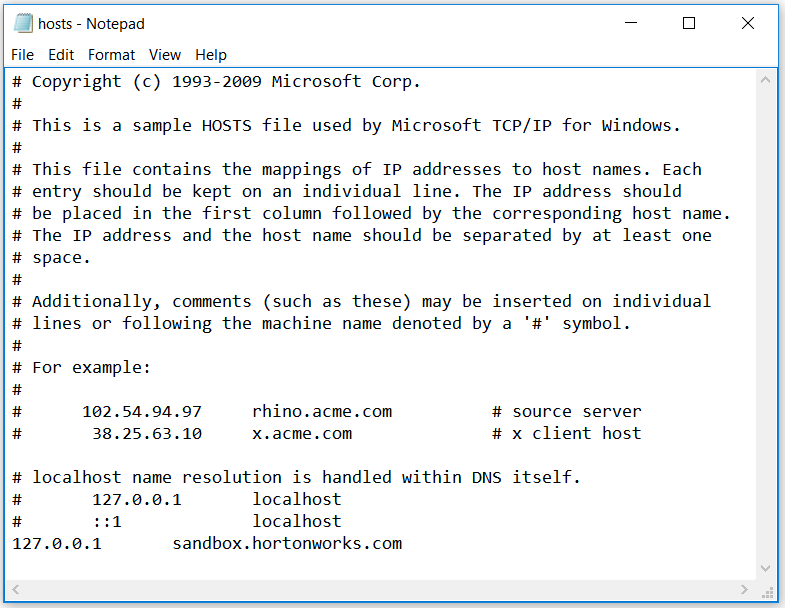 hosts - Notepad
File Edit Format View Help
# Copyright (c) 1993-2009 Microsoft Corp.
#
# This is a sample HOSTS file used by Microsoft TCP/IP for Windows.
#
# This file contains the mappings of IP addresses to host names. Each
# entry should be kept on an individual line. The IP address should
# be placed in the first column followed by the corresponding host name.
# The IP address and the host name should be separated by at least one
# space.
#
# Additionally, comments (such as these) may be inserted on individual
# lines or following the machine name denoted by a '#' symbol.
#
# For example:
#
#      102.54.94.97     rhino.acme.com          # source server
#       38.25.63.10     x.acme.com              # x client host

# localhost name resolution is handled within DNS itself.
#       127.0.0.1       localhost
#       ::1             localhost
127.0.0.1       sandbox.hortonworks.com